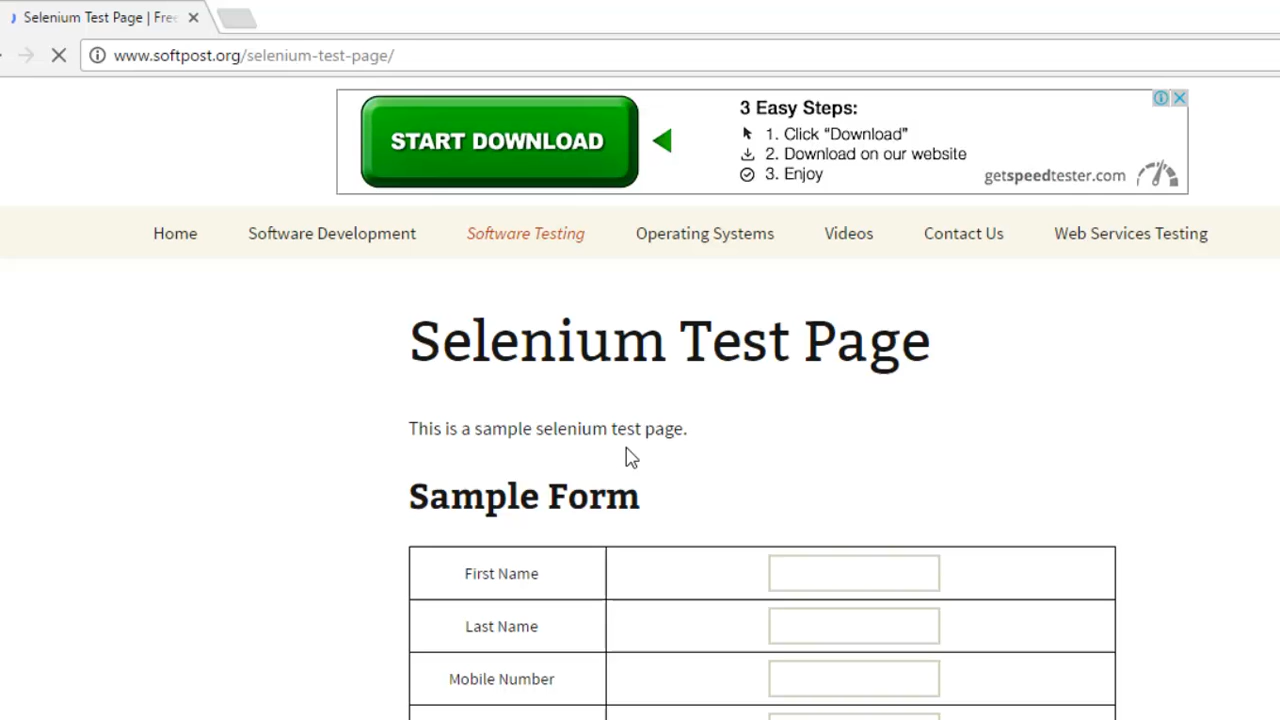 Selenium Test Page | Free
www.softpost.org/selenium-test-page/
START DOWNLOAD
3 Easy Steps:
1. Click "Download"
2. Download on our website
3. Enjoy
getspeedtester.com
Home Software Development Software Testing Operating Systems Videos Contact Us Web Services Testing
Selenium Test Page
This is a sample selenium test page.
Sample Form
First Name
Last Name
Mobile Number